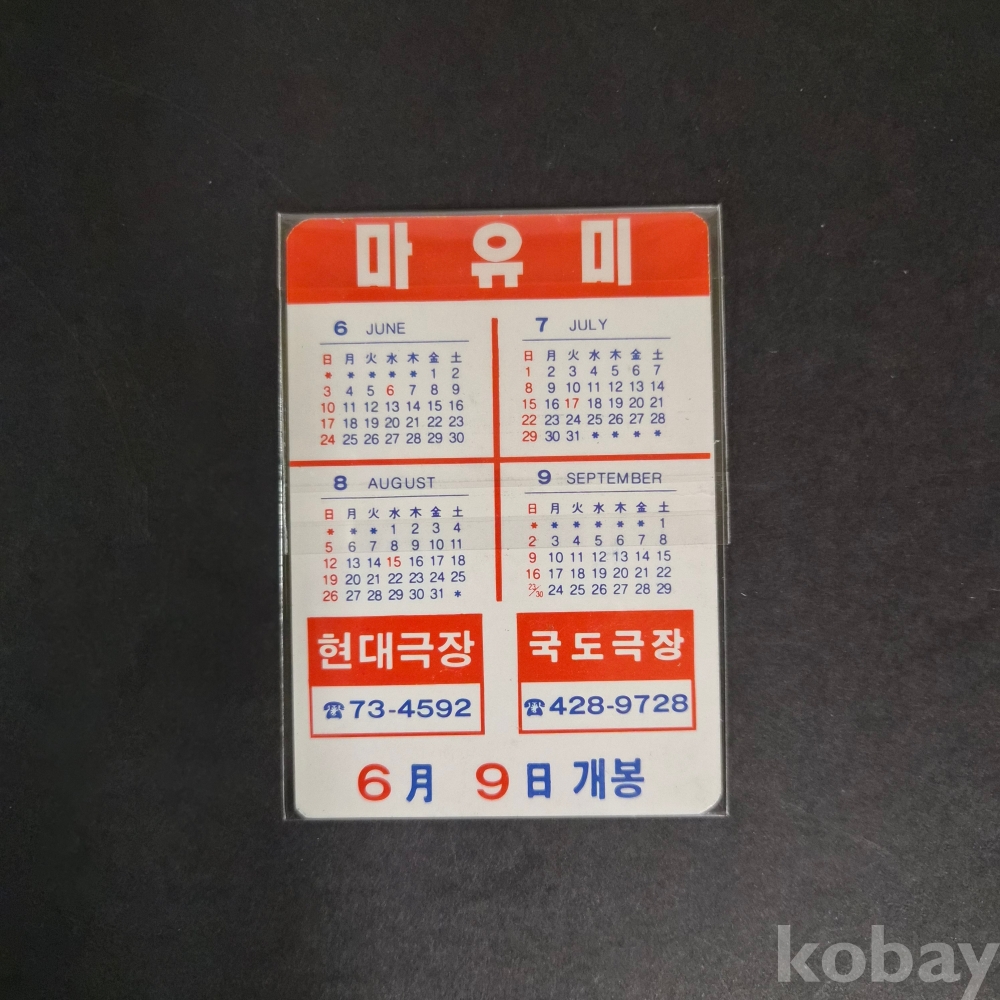 마유미
6 JUNE
日 月 火 水 木 金 土
* * * * * 1 2
3 4 5 6 7 8 9
10 11 12 13 14 15 16
17 18 19 20 21 22 23
24 25 26 27 28 29 30
7 JULY
日 月 火 水 木 金 土
1 2 3 4 5 6 7
8 9 10 11 12 13 14
15 16 17 18 19 20 21
22 23 24 25 26 27 28
29 30 31 * * * *
8 AUGUST
日 月 火 水 木 金 土
* * * 1 2 3 4
5 6 7 8 9 10 11
12 13 14 15 16 17 18
19 20 21 22 23 24 25
26 27 28 29 30 31 *
9 SEPTEMBER
日 月 火 水 木 金 土
* * * * * * 1
2 3 4 5 6 7 8
9 10 11 12 13 14 15
16 17 18 19 20 21 22
23/30 24 25 26 27 28 29
현대극장
☎73-4592
국도극장
☎428-9728
6月 9日 개봉
kobay